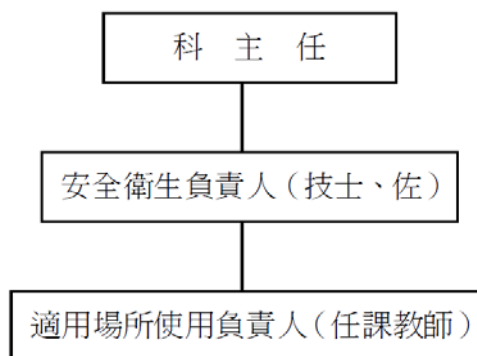 科 主 任
安全衛生負責人（技士、佐）
適用場所使用負責人（任課教師）